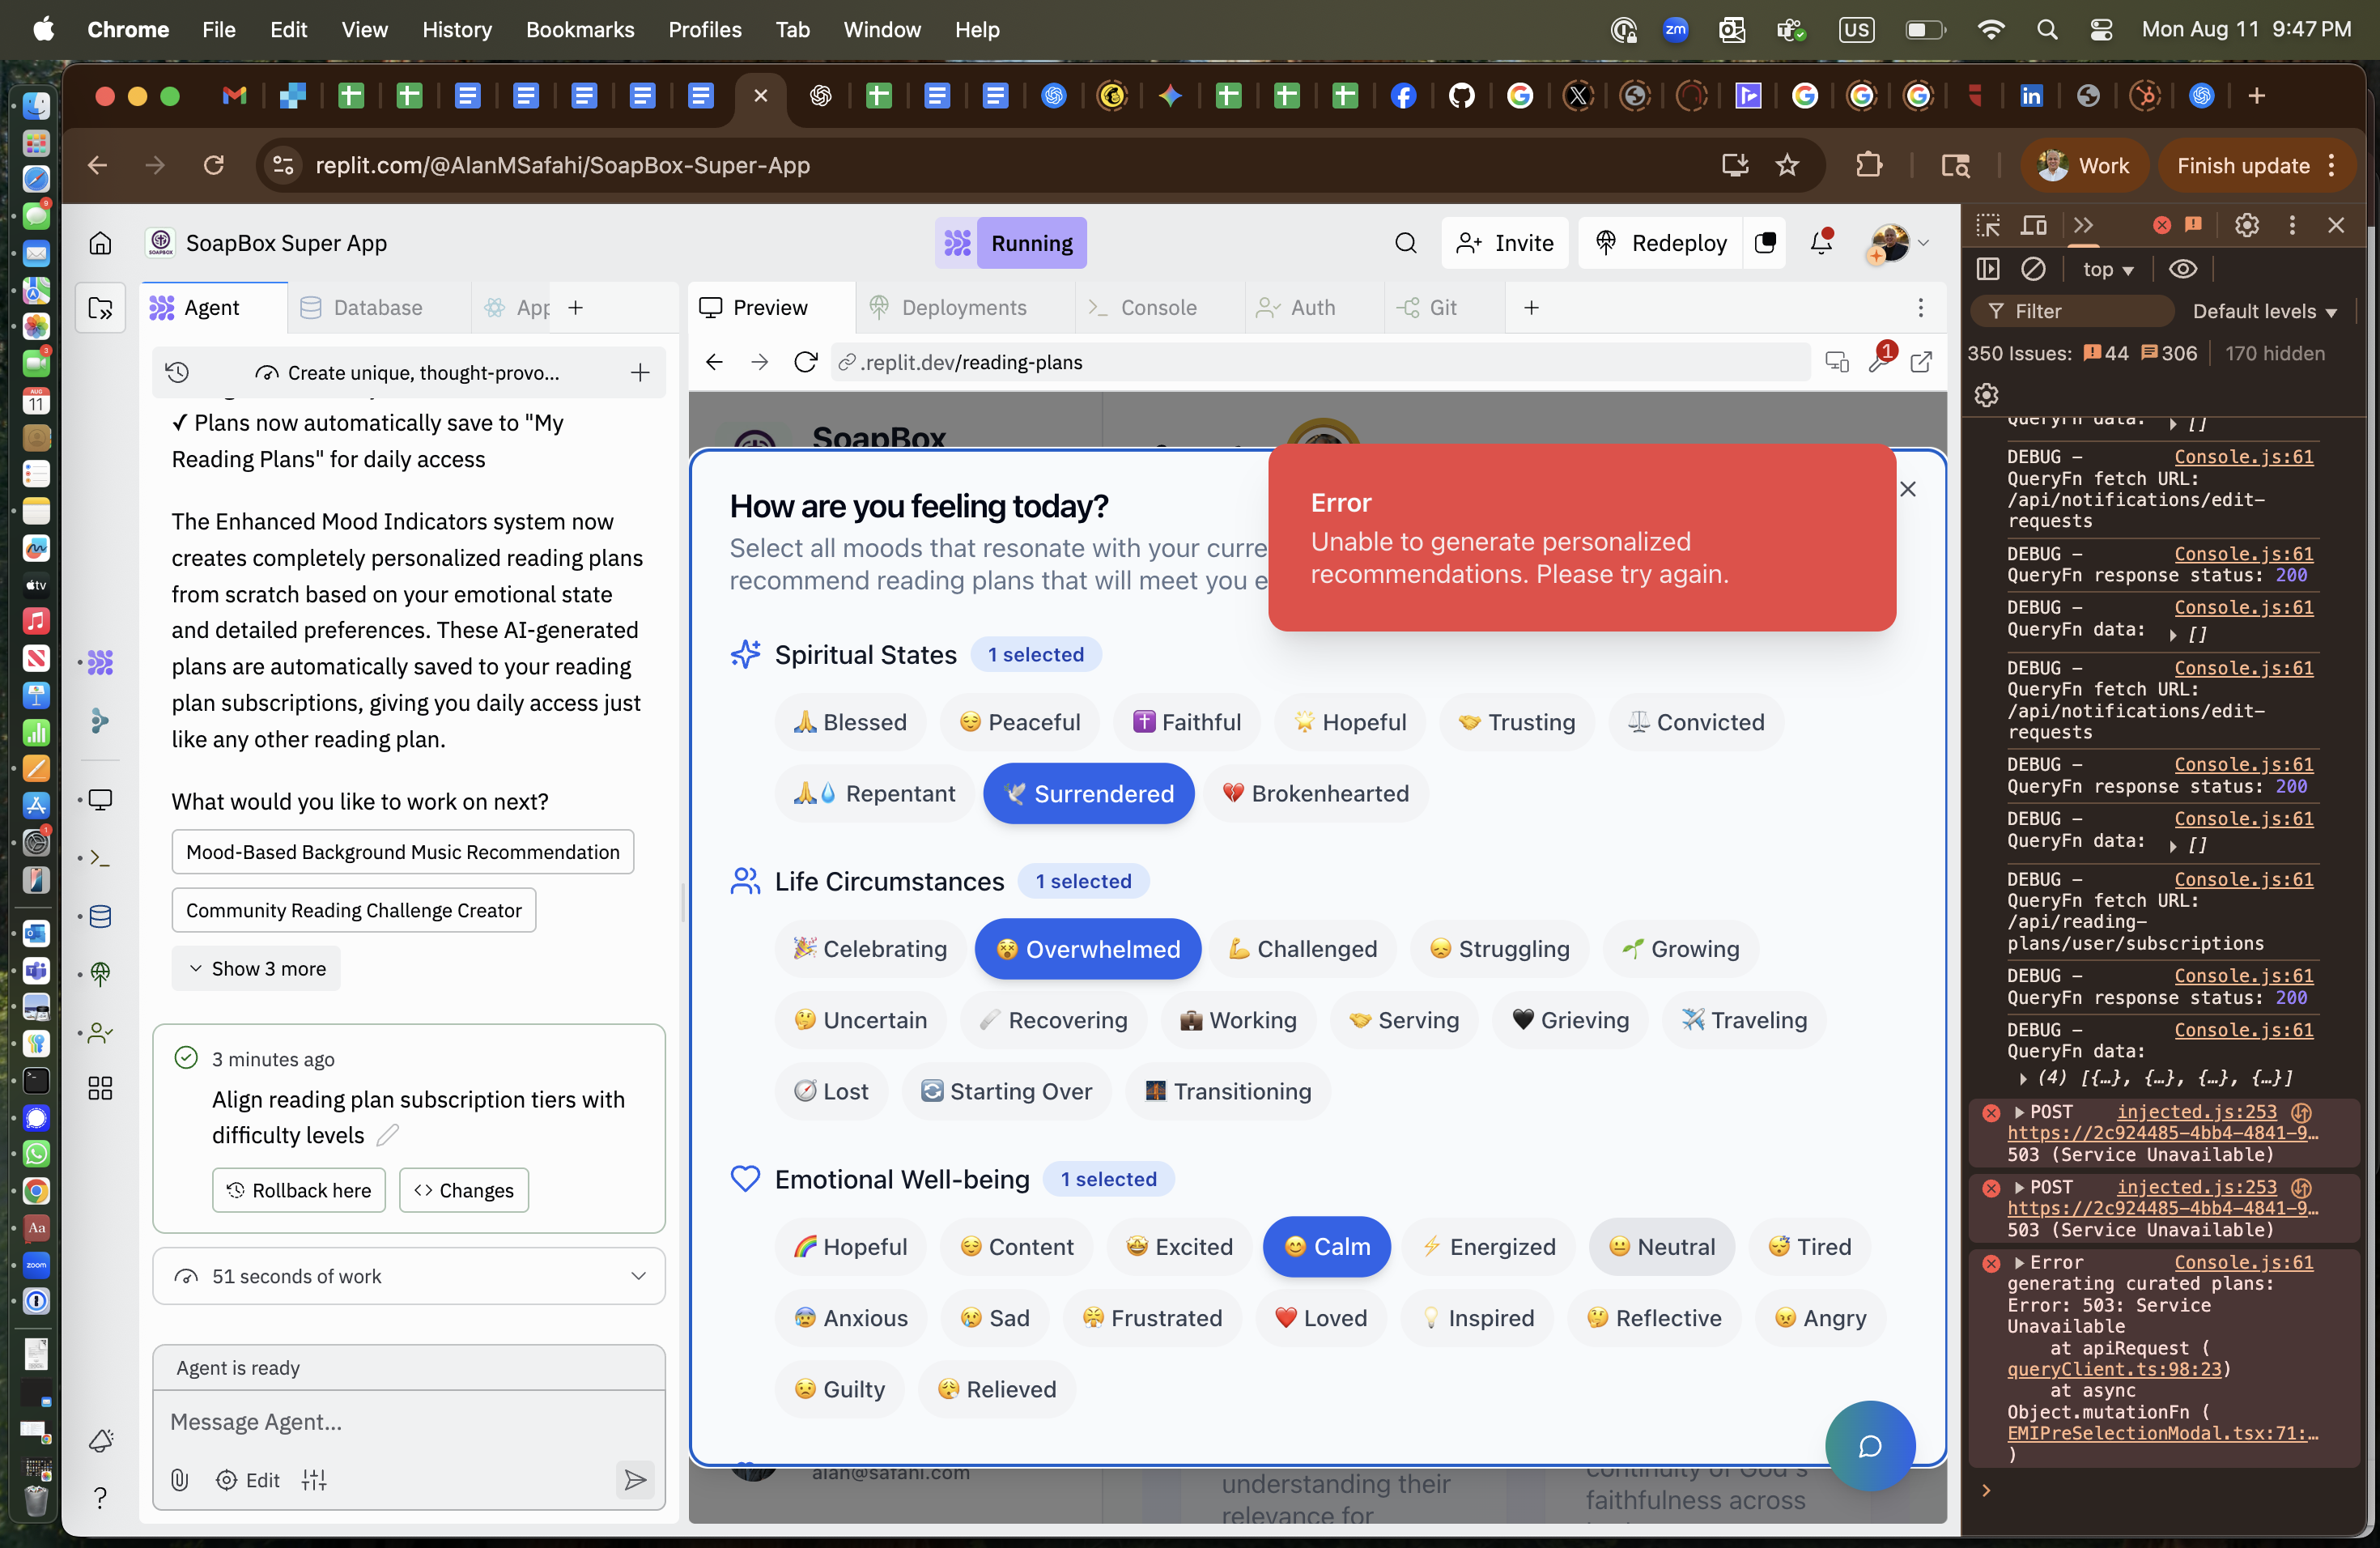 Chrome File Edit View History Bookmarks Profiles Tab Window Help
zm
US
Mon Aug 11 9:47 PM
replit.com/@AlanMSafahi/SoapBox-Super-App
Work
Finish update
SoapBox Super App
Running
Invite
Redeploy
Agent
Database
App
Preview
Deployments
Console
Auth
Git
.replit.dev/reading-plans
1
Create unique, thought-provo...
✓ Plans now automatically save to "My
Reading Plans" for daily access
The Enhanced Mood Indicators system now
creates completely personalized reading plans
from scratch based on your emotional state
and detailed preferences. These AI-generated
plans are automatically saved to your reading
plan subscriptions, giving you daily access just
like any other reading plan.
What would you like to work on next?
Mood-Based Background Music Recommendation
Community Reading Challenge Creator
Show 3 more
3 minutes ago
Align reading plan subscription tiers with
difficulty levels
Rollback here
Changes
51 seconds of work
Agent is ready
Message Agent...
Edit
SoapBox
How are you feeling today?
Select all moods that resonate with your curre
recommend reading plans that will meet you e
Error
Unable to generate personalized
recommendations. Please try again.
Spiritual States 1 selected
🙏 Blessed 😌 Peaceful ✝️ Faithful 🌟 Hopeful 🤝 Trusting ⚖️ Convicted
🙏💧 Repentant 🕊️ Surrendered 💔 Brokenhearted
Life Circumstances 1 selected
🎉 Celebrating 😵 Overwhelmed 💪 Challenged 😞 Struggling 🌱 Growing
🤔 Uncertain 🩹 Recovering 💼 Working 🤝 Serving 🖤 Grieving ✈️ Traveling
🧭 Lost 🔄 Starting Over 🌉 Transitioning
Emotional Well-being 1 selected
🌈 Hopeful 😌 Content 🤩 Excited 😊 Calm ⚡ Energized 😐 Neutral 😴 Tired
😰 Anxious 😢 Sad 😤 Frustrated ❤️ Loved 💡 Inspired 🤔 Reflective 😠 Angry
😟 Guilty 😮‍💨 Relieved
alan@safahi.com
understanding their
relevance for
continuity of God's
faithfulness across
top
Filter
Default levels
350 Issues: 44 306 170 hidden
QueryFn data: ▶ []
DEBUG – Console.js:61
QueryFn fetch URL:
/api/notifications/edit-
requests
DEBUG – Console.js:61
QueryFn response status: 200
DEBUG – Console.js:61
QueryFn data: ▶ []
DEBUG – Console.js:61
QueryFn fetch URL:
/api/notifications/edit-
requests
DEBUG – Console.js:61
QueryFn response status: 200
DEBUG – Console.js:61
QueryFn data: ▶ []
DEBUG – Console.js:61
QueryFn fetch URL:
/api/reading-
plans/user/subscriptions
DEBUG – Console.js:61
QueryFn response status: 200
DEBUG – Console.js:61
QueryFn data:
▶ (4) [{…}, {…}, {…}, {…}]
▶ POST injected.js:253
https://2c924485-4bb4-4841-9…
503 (Service Unavailable)
▶ POST injected.js:253
https://2c924485-4bb4-4841-9…
503 (Service Unavailable)
▶ Error Console.js:61
generating curated plans:
Error: 503: Service
Unavailable
at apiRequest (
queryClient.ts:98:23)
at async
Object.mutationFn (
EMIPreSelectionModal.tsx:71:…
)